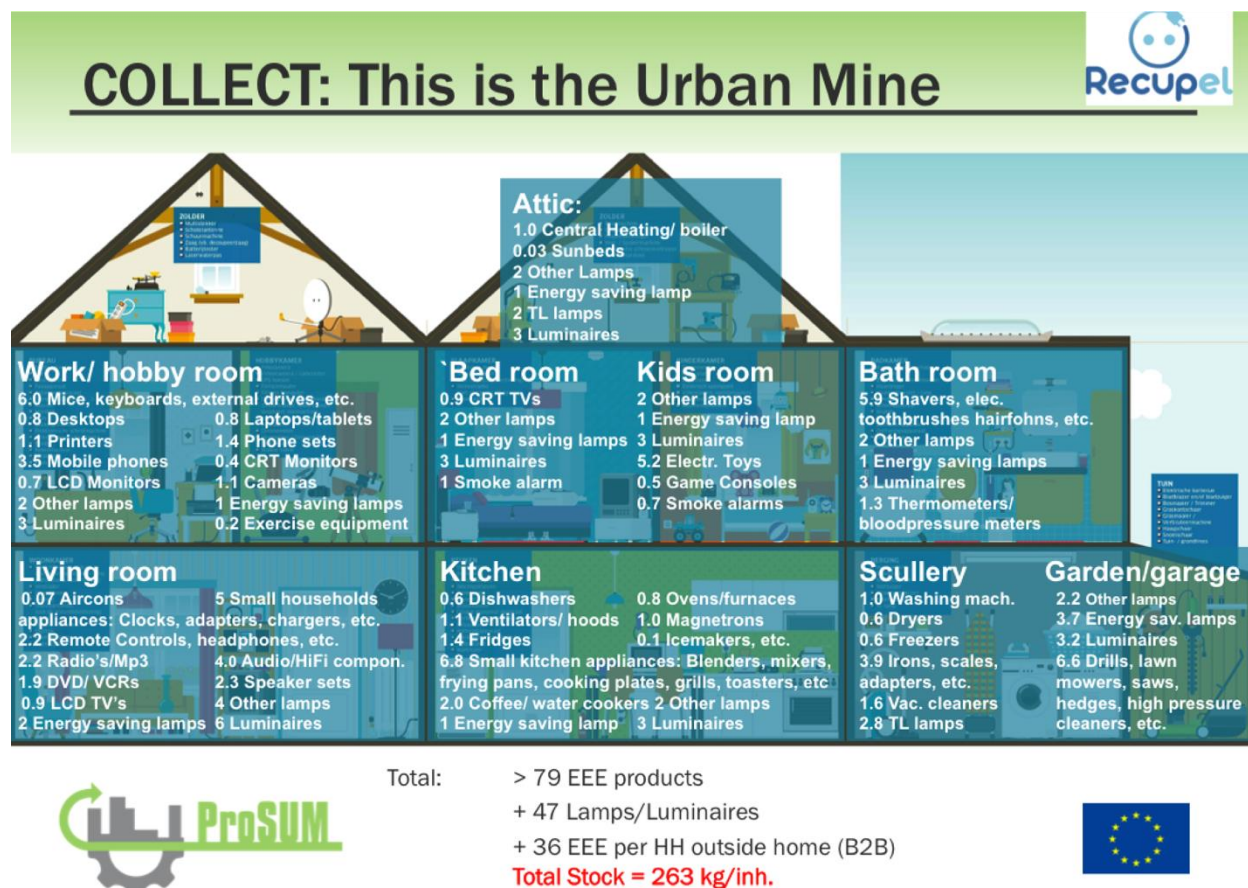 COLLECT: This is the Urban Mine
Recupel
ZOLDER
Attic:
1.0 Central Heating/ boiler
0.03 Sunbeds
2 Other Lamps
1 Energy saving lamp
2 TL lamps
3 Luminaires
Work/ hobby room
6.0 Mice, keyboards, external drives, etc.
0.8 Desktops
0.8 Laptops/tablets
1.1 Printers
1.4 Phone sets
3.5 Mobile phones
0.4 CRT Monitors
0.7 LCD Monitors
1.1 Cameras
2 Other lamps
1 Energy saving lamps
3 Luminaires
0.2 Exercise equipment
`Bed room
0.9 CRT TVs
2 Other lamps
1 Energy saving lamps
3 Luminaires
1 Smoke alarm
Kids room
2 Other lamps
1 Energy saving lamp
3 Luminaires
5.2 Electr. Toys
0.5 Game Consoles
0.7 Smoke alarms
Bath room
5.9 Shavers, elec.
toothbrushes hairfohns, etc.
2 Other lamps
1 Energy saving lamps
3 Luminaires
1.3 Thermometers/
bloodpressure meters
TUIN
Living room
0.07 Aircons
5 Small households
appliances: Clocks, adapters, chargers, etc.
2.2 Remote Controls, headphones, etc.
2.2 Radio's/Mp3
4.0 Audio/HiFi compon.
1.9 DVD/ VCRs
2.3 Speaker sets
0.9 LCD TV's
4 Other lamps
2 Energy saving lamps
6 Luminaires
Kitchen
0.6 Dishwashers
0.8 Ovens/furnaces
1.1 Ventilators/ hoods
1.0 Magnetrons
1.4 Fridges
0.1 Icemakers, etc.
6.8 Small kitchen appliances: Blenders, mixers,
frying pans, cooking plates, grills, toasters, etc
2.0 Coffee/ water cookers
2 Other lamps
1 Energy saving lamp
3 Luminaires
Scullery
1.0 Washing mach.
0.6 Dryers
0.6 Freezers
3.9 Irons, scales,
adapters, etc.
1.6 Vac. cleaners
2.8 TL lamps
Garden/garage
2.2 Other lamps
3.7 Energy sav. lamps
3.2 Luminaires
6.6 Drills, lawn
mowers, saws,
hedges, high pressure
cleaners, etc.
ProSUM
Total:
> 79 EEE products
+ 47 Lamps/Luminaires
+ 36 EEE per HH outside home (B2B)
Total Stock = 263 kg/inh.